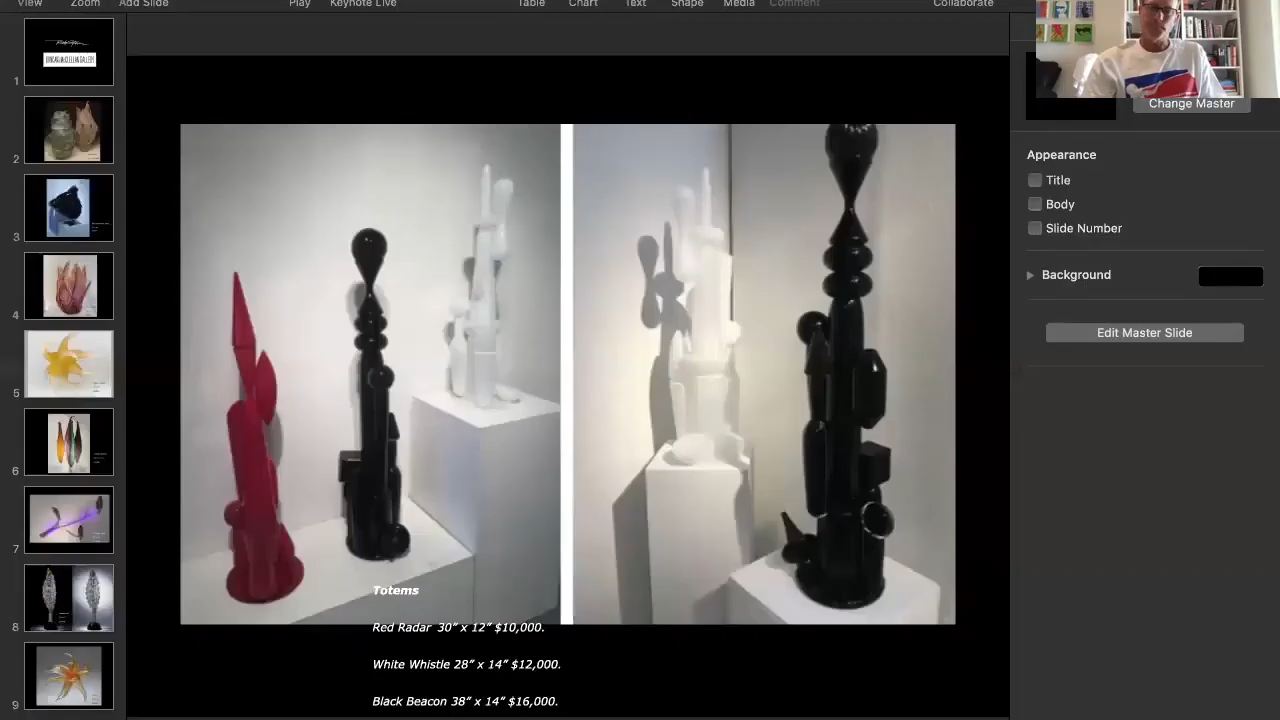 View Zoom Add Slide Play Keynote Live Table Chart Text Shape Media Comment Collaborate
1
2
3
4
5
6
7
8
9
Totems
Red Radar 30” x 12” $10,000.
White Whistle 28” x 14” $12,000.
Black Beacon 38” x 14” $16,000.
Change Master
Appearance
Title
Body
Slide Number
Background
Edit Master Slide